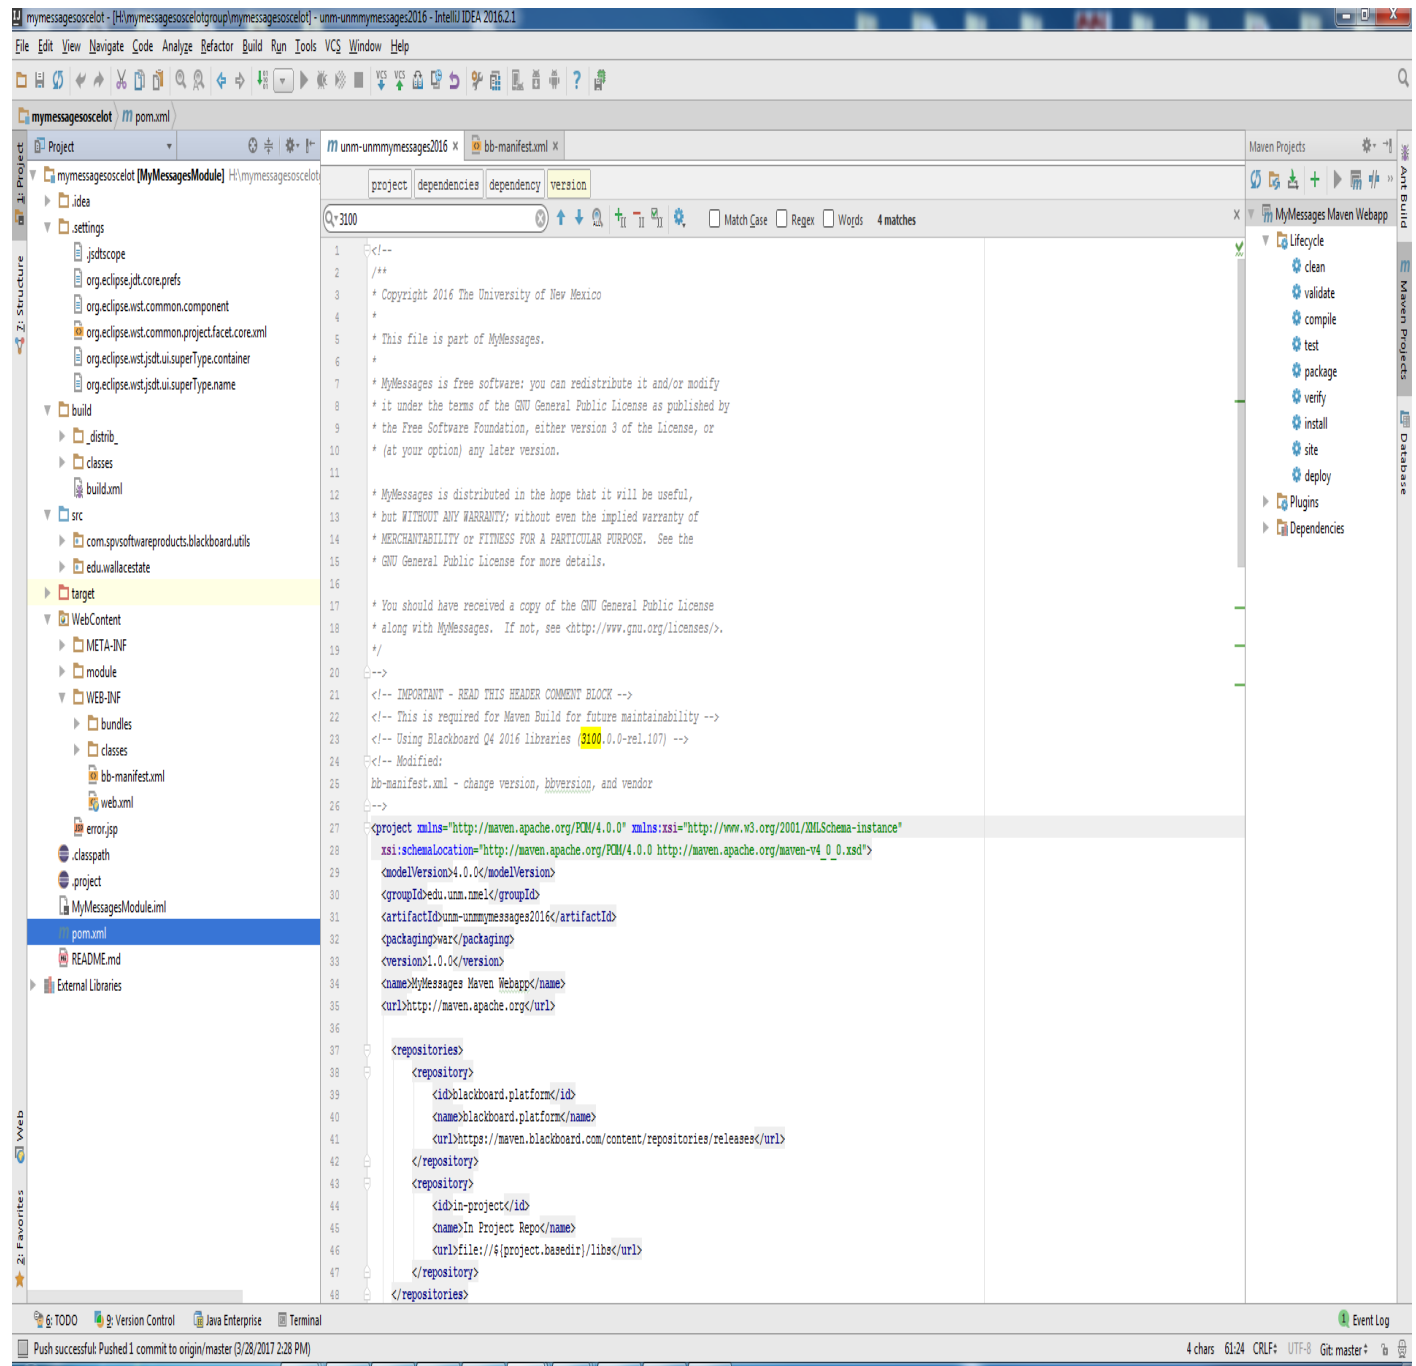 mymessagesoscelot - [H:\mymessagesoscelotgroup\mymessagesoscelot] - unm-unmmymessages2016 - IntelliJ IDEA 2016.2.1
File Edit View Navigate Code Analyze Refactor Build Run Tools VCS Window Help
mymessagesoscelot pom.xml
1: Project
7: Structure
Web
2: Favorites
Project
mymessagesoscelot [MyMessagesModule] H:\mymessagesoscelot
.idea
.settings
.jsdtscope
org.eclipse.jdt.core.prefs
org.eclipse.wst.common.component
org.eclipse.wst.common.project.facet.core.xml
org.eclipse.wst.jsdt.ui.superType.container
org.eclipse.wst.jsdt.ui.superType.name
build
_distrib_
classes
build.xml
src
com.spvsoftwareproducts.blackboard.utils
edu.wallacestate
target
WebContent
META-INF
module
WEB-INF
bundles
classes
bb-manifest.xml
web.xml
error.jsp
.classpath
.project
MyMessagesModule.iml
pom.xml
README.md
External Libraries
unm-unmmymessages2016 bb-manifest.xml
project dependencies dependency version
3100 Match Case Regex Words 4 matches
1 <!--
2 /**
3 * Copyright 2016 The University of New Mexico
4 *
5 * This file is part of MyMessages.
6 *
7 * MyMessages is free software: you can redistribute it and/or modify
8 * it under the terms of the GNU General Public License as published by
9 * the Free Software Foundation, either version 3 of the License, or
10 * (at your option) any later version.
11
12 * MyMessages is distributed in the hope that it will be useful,
13 * but WITHOUT ANY WARRANTY; without even the implied warranty of
14 * MERCHANTABILITY or FITNESS FOR A PARTICULAR PURPOSE. See the
15 * GNU General Public License for more details.
16
17 * You should have received a copy of the GNU General Public License
18 * along with MyMessages. If not, see <http://www.gnu.org/licenses/>.
19 */
20 -->
21 <!-- IMPORTANT - READ THIS HEADER COMMENT BLOCK -->
22 <!-- This is required for Maven Build for future maintainability -->
23 <!-- Using Blackboard Q4 2016 libraries (3100.0.0-rel.107) -->
24 <!-- Modified:
25 bb-manifest.xml - change version, bbversion, and vendor
26 -->
27 <project xmlns="http://maven.apache.org/POM/4.0.0" xmlns:xsi="http://www.w3.org/2001/XMLSchema-instance"
28 xsi:schemaLocation="http://maven.apache.org/POM/4.0.0 http://maven.apache.org/maven-v4_0_0.xsd">
29 <modelVersion>4.0.0</modelVersion>
30 <groupId>edu.unm.nmel</groupId>
31 <artifactId>unm-unmmymessages2016</artifactId>
32 <packaging>war</packaging>
33 <version>1.0.0</version>
34 <name>MyMessages Maven Webapp</name>
35 <url>http://maven.apache.org</url>
36
37 <repositories>
38 <repository>
39 <id>blackboard.platform</id>
40 <name>blackboard.platform</name>
41 <url>https://maven.blackboard.com/content/repositories/releases</url>
42 </repository>
43 <repository>
44 <id>in-project</id>
45 <name>In Project Repo</name>
46 <url>file://${project.basedir}/libs</url>
47 </repository>
48 </repositories>
Maven Projects
MyMessages Maven Webapp
Lifecycle
clean
validate
compile
test
package
verify
install
site
deploy
Plugins
Dependencies
Ant Build
Maven Projects
Database
6: TODO 9: Version Control Java Enterprise Terminal 1 Event Log
Push successful: Pushed 1 commit to origin/master (3/28/2017 2:28 PM) 4 chars 61:24 CRLF UTF-8 Git: master